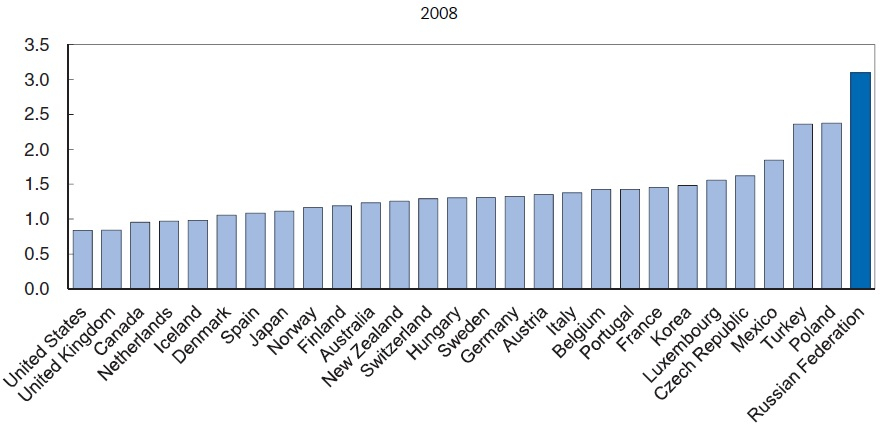 2008
3.5
3.0
2.5
2.0
1.5
1.0
0.5
0.0
United States
United Kingdom
Canada
Netherlands
Iceland
Denmark
Spain
Japan
Norway
Finland
Australia
New Zealand
Switzerland
Hungary
Sweden
Germany
Austria
Italy
Belgium
Portugal
France
Korea
Luxembourg
Czech Republic
Mexico
Turkey
Poland
Russian Federation